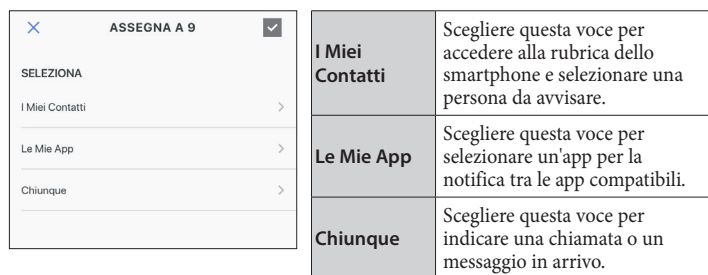 ASSEGNA A 9
SELEZIONA
I Miei Contatti
Le Mie App
Chiunque
I Miei
Contatti
Scegliere questa voce per
accedere alla rubrica dello
smartphone e selezionare una
persona da avvisare.
Le Mie App
Scegliere questa voce per
selezionare un'app per la
notifica tra le app compatibili.
Chiunque
Scegliere questa voce per
indicare una chiamata o un
messaggio in arrivo.